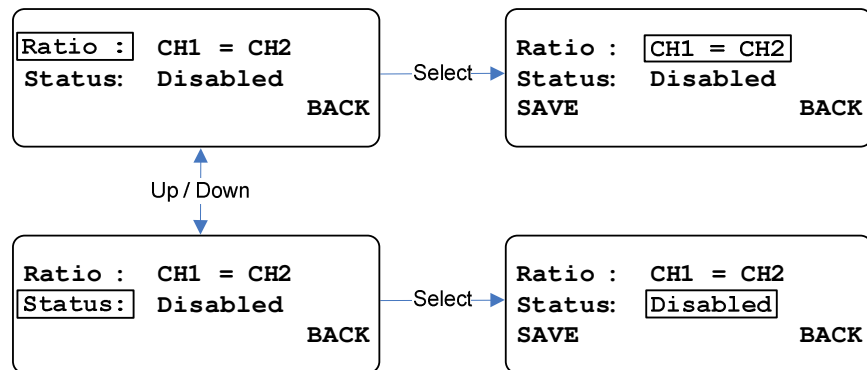 Ratio : CH1 = CH2
Status: Disabled
BACK
Select
Ratio : CH1 = CH2
Status: Disabled
SAVE BACK
Up / Down
Ratio : CH1 = CH2
Status: Disabled
BACK
Select
Ratio : CH1 = CH2
Status: Disabled
SAVE BACK